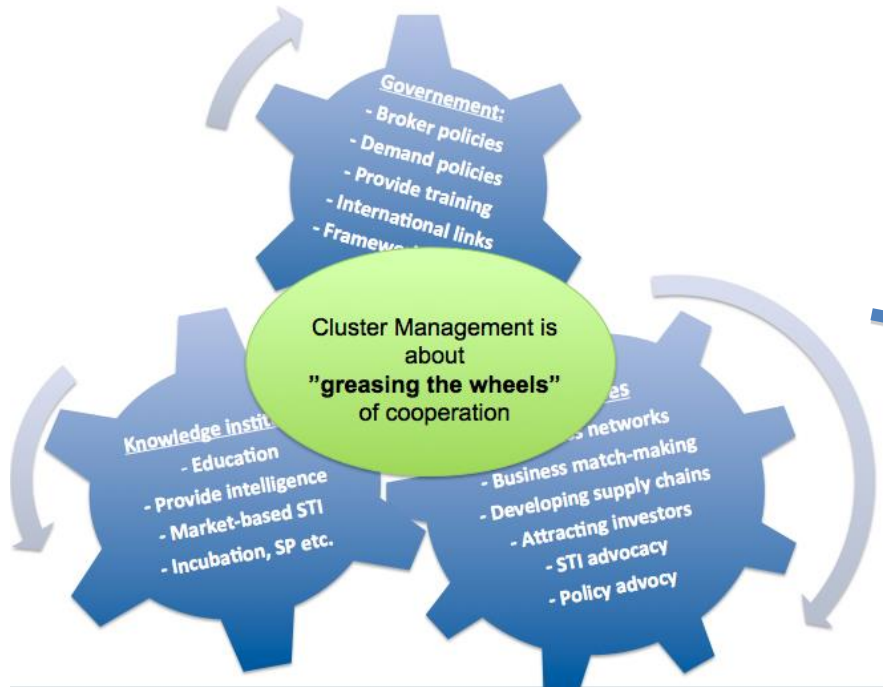 Governement:
- Broker policies
- Demand policies
- Provide training
- International links
Cluster Management is
about
”greasing the wheels”
of cooperation
Knowledge
- Education
- Provide intelligence
- Market-based STI
- Incubation, SP etc.
networks
- Business match-making
- Developing supply chains
- Attracting investors
- STI advocacy
- Policy advocy